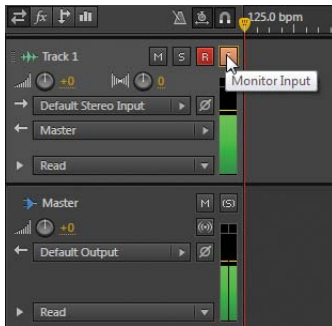 fx
125.0 bpm
Track 1 M S R
+0 0
Monitor Input
Default Stereo Input
Master
Read
Master M (S)
+0
Default Output
Read